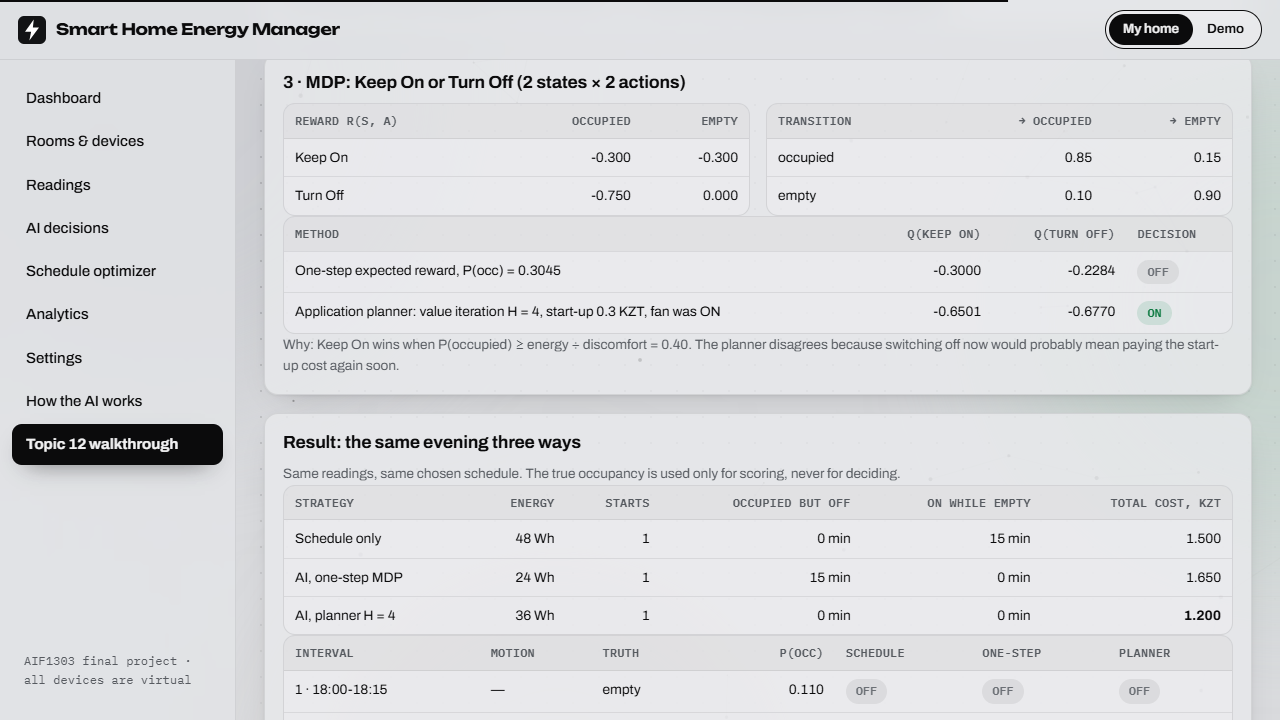 Smart Home Energy Manager
My home
Demo
Dashboard
Rooms & devices
Readings
AI decisions
Schedule optimizer
Analytics
Settings
How the AI works
Topic 12 walkthrough
AIF1303 final project ·
all devices are virtual
3 · MDP: Keep On or Turn Off (2 states × 2 actions)
REWARD R(S, A) OCCUPIED EMPTY
Keep On -0.300 -0.300
Turn Off -0.750 0.000
TRANSITION → OCCUPIED → EMPTY
occupied 0.85 0.15
empty 0.10 0.90
METHOD Q(KEEP ON) Q(TURN OFF) DECISION
One-step expected reward, P(occ) = 0.3045 -0.3000 -0.2284 OFF
Application planner: value iteration H = 4, start-up 0.3 KZT, fan was ON -0.6501 -0.6770 ON
Why: Keep On wins when P(occupied) ≥ energy ÷ discomfort = 0.40. The planner disagrees because switching off now would probably mean paying the start-
up cost again soon.
Result: the same evening three ways
Same readings, same chosen schedule. The true occupancy is used only for scoring, never for deciding.
STRATEGY ENERGY STARTS OCCUPIED BUT OFF ON WHILE EMPTY TOTAL COST, KZT
Schedule only 48 Wh 1 0 min 15 min 1.500
AI, one-step MDP 24 Wh 1 15 min 0 min 1.650
AI, planner H = 4 36 Wh 1 0 min 0 min 1.200
INTERVAL MOTION TRUTH P(OCC) SCHEDULE ONE-STEP PLANNER
1 · 18:00-18:15 — empty 0.110 OFF OFF OFF